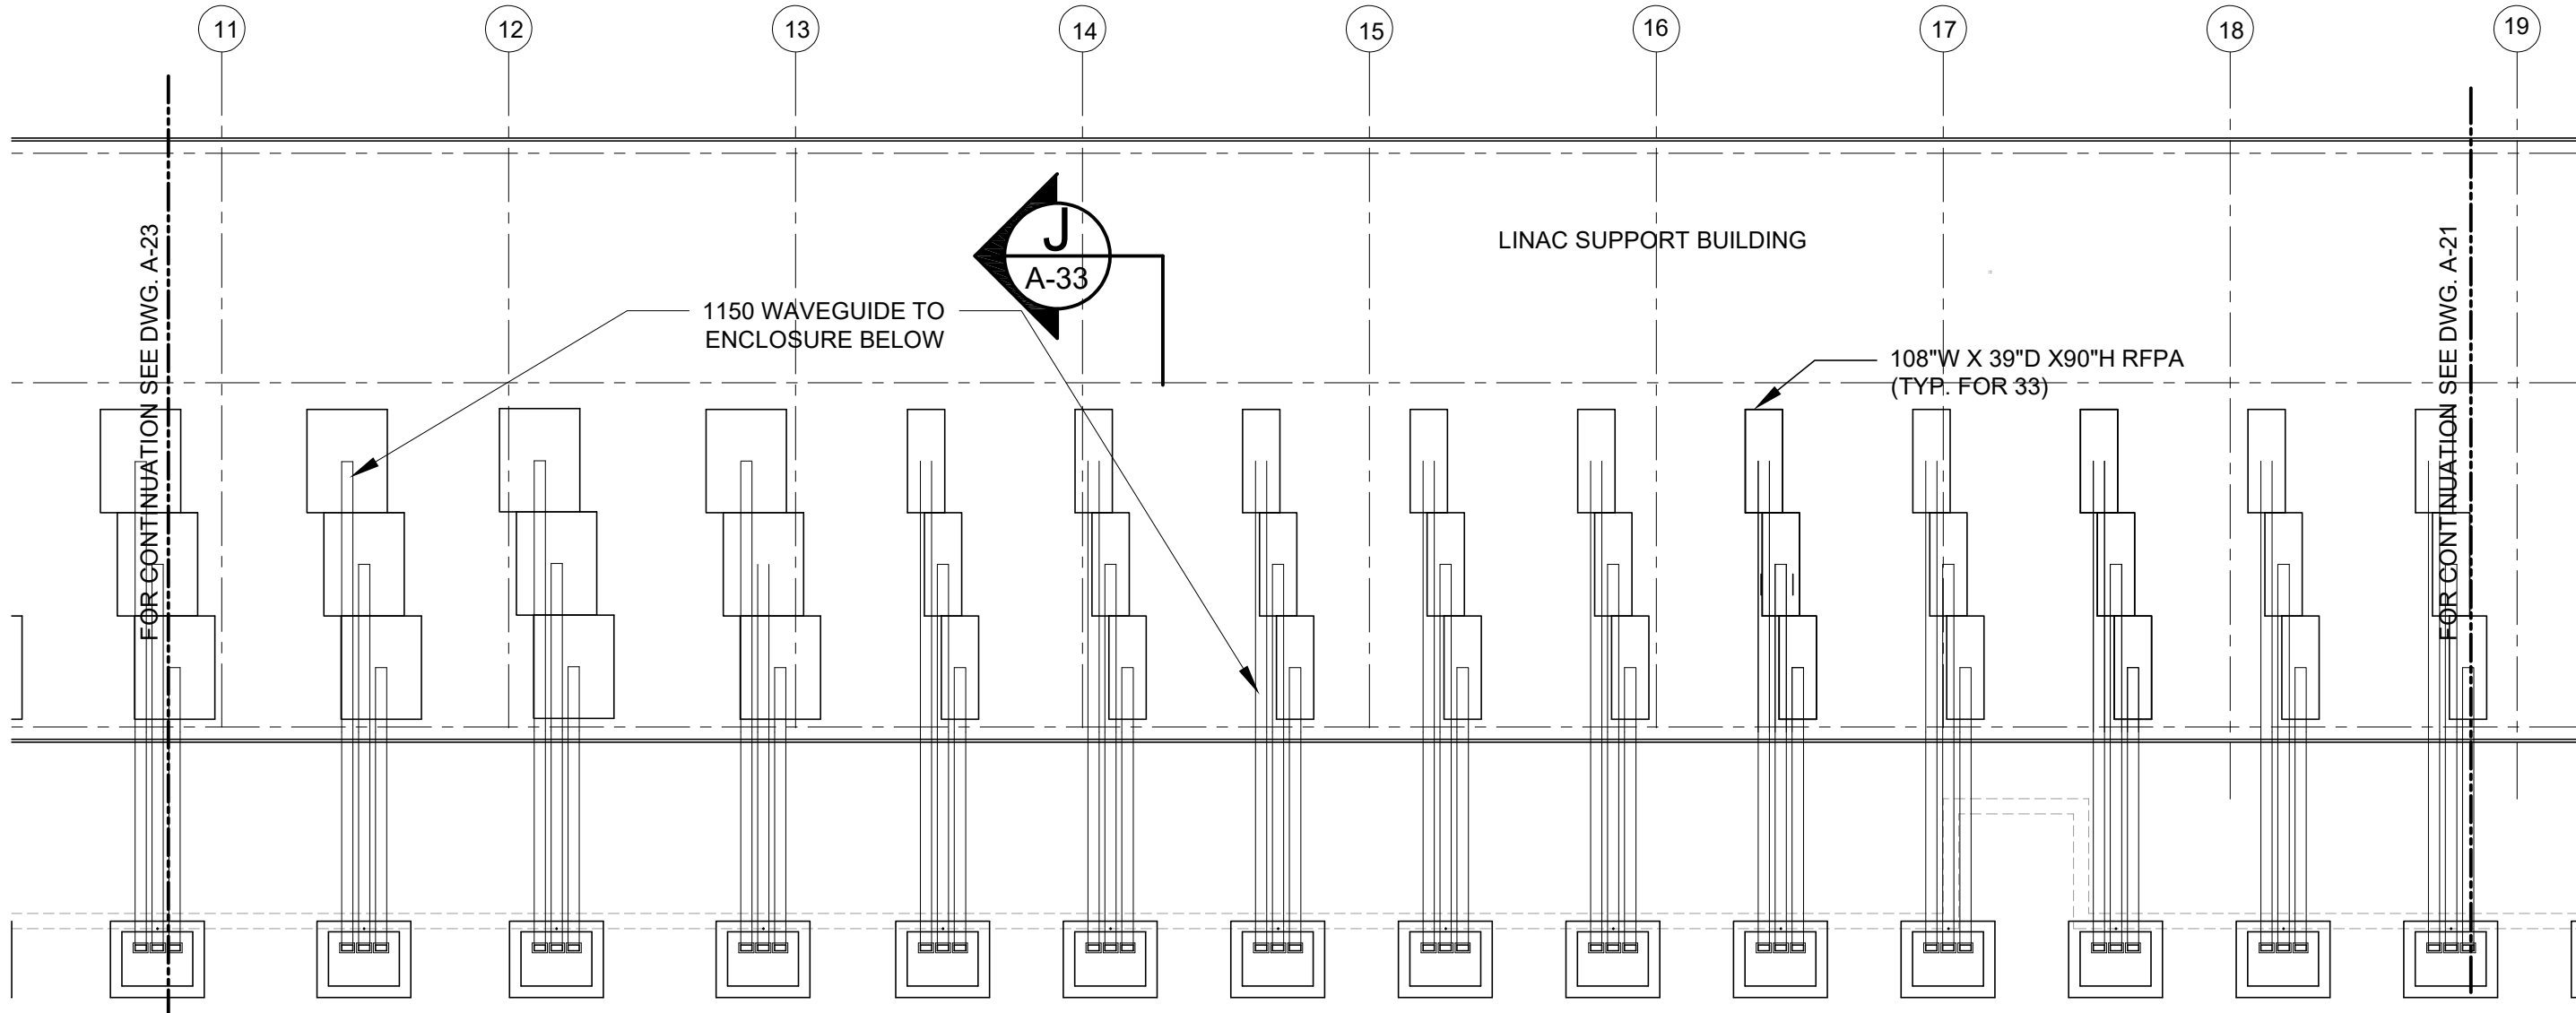 11
12
13
14
15
16
17
18
19
FOR CONTINUATION SEE DWG. A-23
J
A-33
LINAC SUPPORT BUILDING
FOR CONTINUATION SEE DWG. A-21
1150 WAVEGUIDE TO
ENCLOSURE BELOW
108"W X 39"D X90"H RFPA
(TYP. FOR 33)